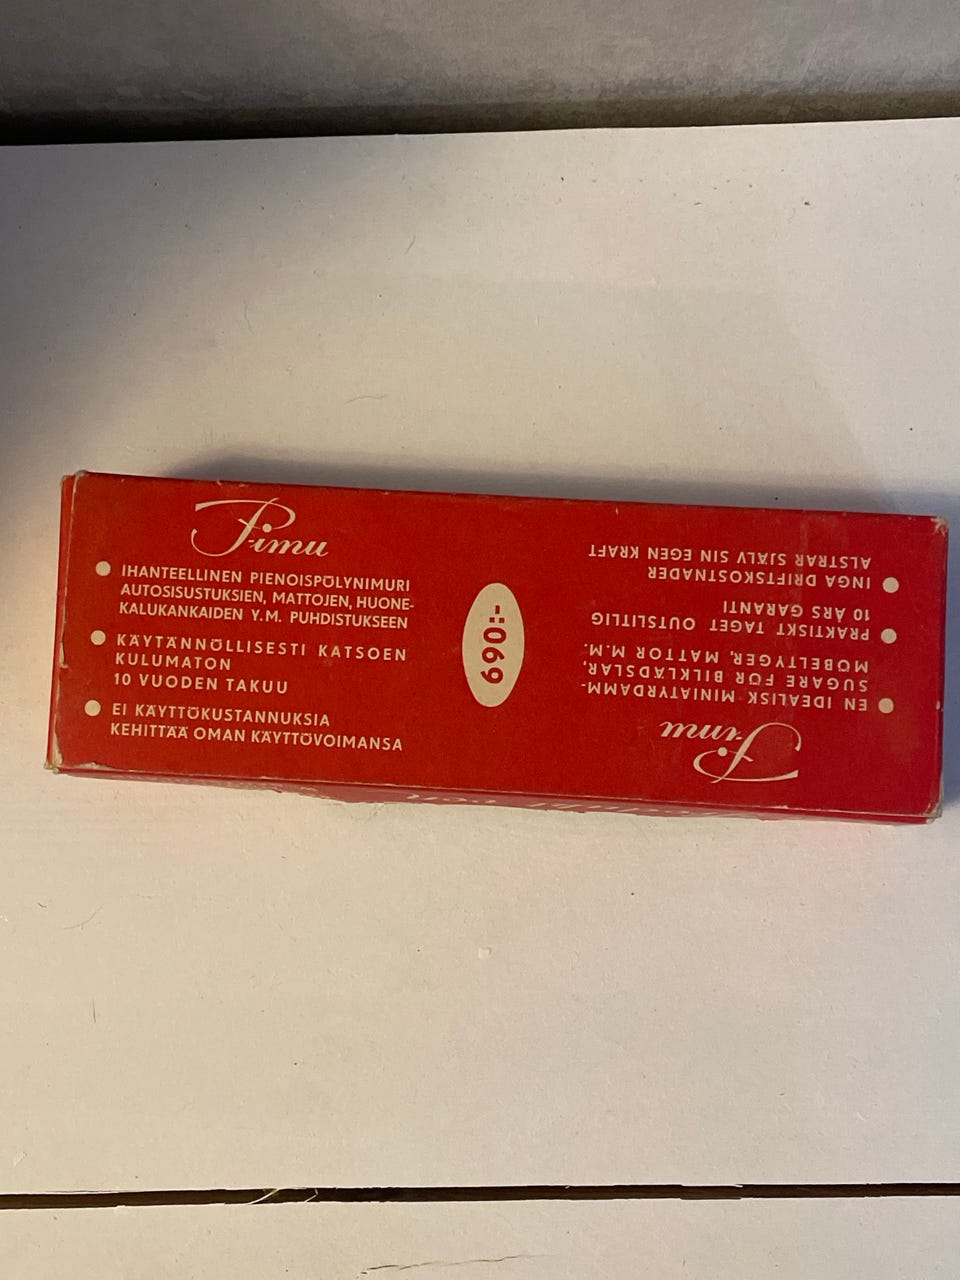 Pimu
IHANTEELLINEN PIENOISPÖLYNIMURI
AUTOSISUSTUKSIEN, MATTOJEN, HUONE-
KALUKANKAIDEN Y.M. PUHDISTUKSEEN
KÄYTÄNNÖLLISESTI KATSOEN
KULUMATON
10 VUODEN TAKUU
EI KÄYTTÖKUSTANNUKSIA
KEHITTÄÄ OMAN KÄYTTÖVOIMANSA
690:-
Pimu
EN IDEALISK MINIATYRDAMM-
SUGARE FÖR BILKLÄDSLAR,
MÖBELTYGER, MATTOR M.M.
PRAKTISKT TAGET OUTSLITLIG
10 ÅRS GARANTI
INGA DRIFTSKOSTNADER
ALSTRAR SJÄLV SIN EGEN KRAFT